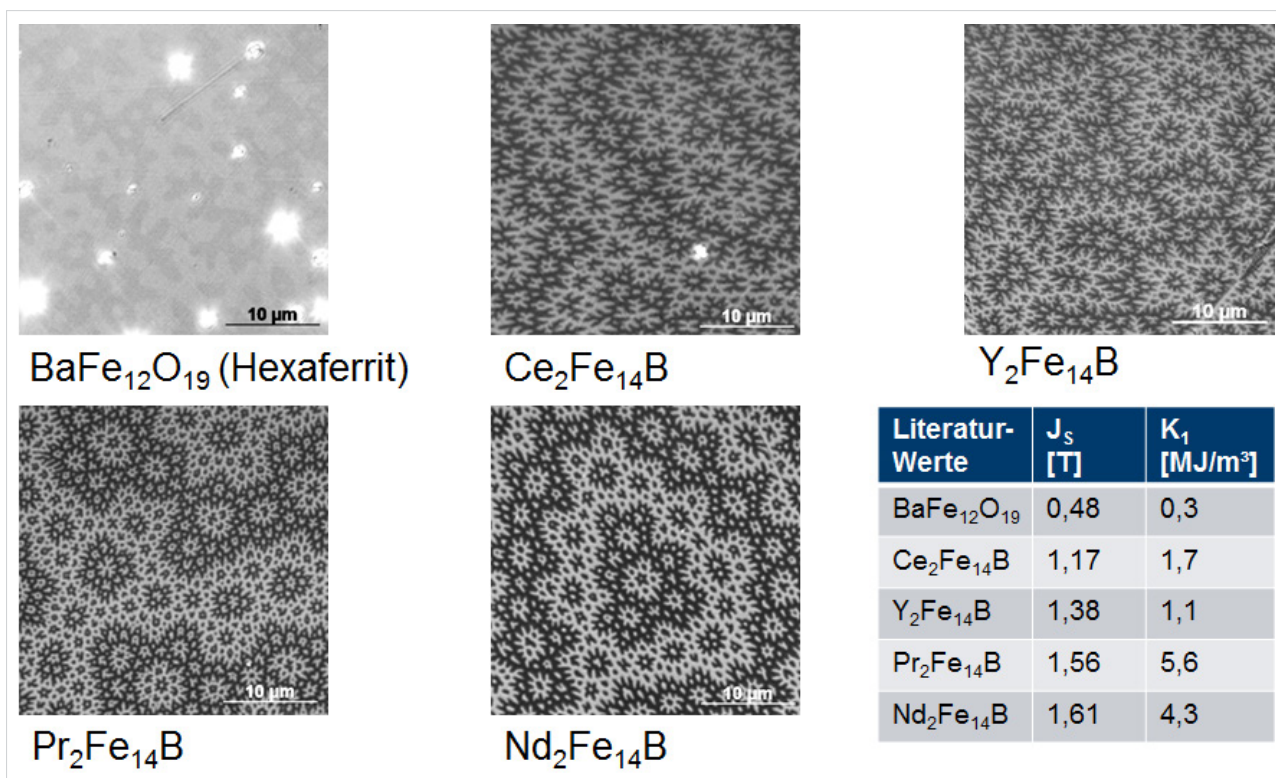 10 µm
10 µm
10 µm
BaFe₁₂O₁₉ (Hexaferrit)
Ce₂Fe₁₄B
Y₂Fe₁₄B
10 µm
10 µm
Pr₂Fe₁₄B
Nd₂Fe₁₄B
Literatur-Werte J_S [T] K₁ [MJ/m³]
BaFe₁₂O₁₉ 0,48 0,3
Ce₂Fe₁₄B 1,17 1,7
Y₂Fe₁₄B 1,38 1,1
Pr₂Fe₁₄B 1,56 5,6
Nd₂Fe₁₄B 1,61 4,3